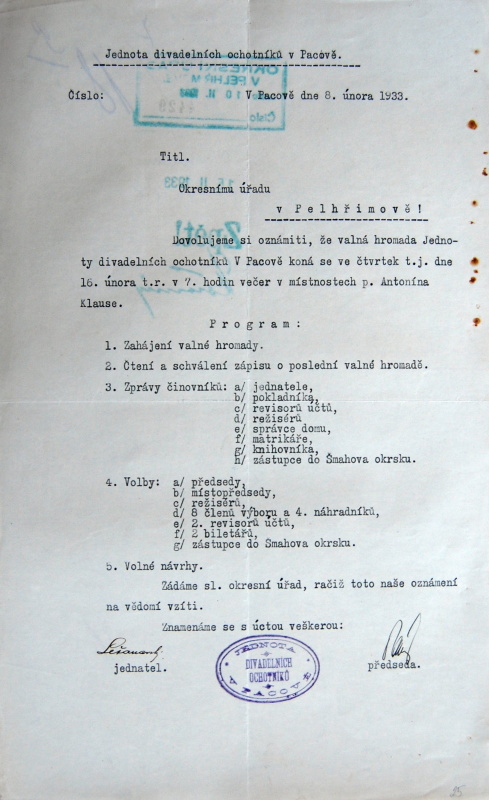 Jednota divadelních ochotníků v Pacově.
Číslo: V Pacově dne 8. února 1933.
Titl.
Okresnímu úřadu
v Pelhřimově!
Dovolujeme si oznámiti, že valná hromada Jedno-
ty divadelních ochotníků V Pacově koná se ve čtvrtek t.j. dne
16. února t.r. v 7. hodin večer v místnostech p. Antonína
Klause.
Program:
1. Zahájení valné hromady.
2. Čtení a schválení zápisu o poslední valné hromadě.
3. Zprávy činovníků: a/ jednatele,
b/ pokladníka,
c/ revisorů účtů,
d/ režisérů
e/ správce domu,
f/ matrikáře,
g/ knihovníka,
h/ zástupce do Šmahova okrsku.
4. Volby: a/ předsedy,
b/ místopředsedy,
c/ režisérů,
d/ 8 členů výboru a 4. náhradníků,
e/ 2. revisorů účtů,
f/ 2 biletářů,
g/ zástupce do Šmahova okrsku.
5. Volné návrhy.
Žádáme sl. okresní úřad, račiž toto naše oznámení
na vědomí vzíti.
Znamenáme se s úctou veškerou:
JEDNOTA
DIVADELNÍCH
OCHOTNÍKŮ
V PACOVĚ
jednatel. předseda.
25